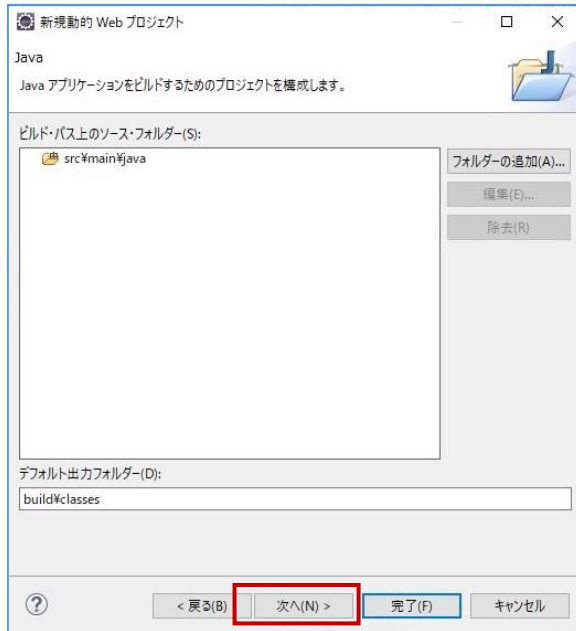 新規動的 Web プロジェクト
Java
Java アプリケーションをビルドするためのプロジェクトを構成します。
ビルド・パス上のソース・フォルダー(S):
src¥main¥java
フォルダーの追加(A)...
編集(E)...
除去(R)
デフォルト出力フォルダー(D):
build¥classes
?
< 戻る(B)
次へ(N) >
完了(F)
キャンセル